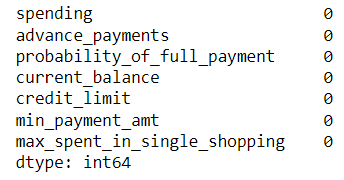 spending 0
advance_payments 0
probability_of_full_payment 0
current_balance 0
credit_limit 0
min_payment_amt 0
max_spent_in_single_shopping 0
dtype: int64